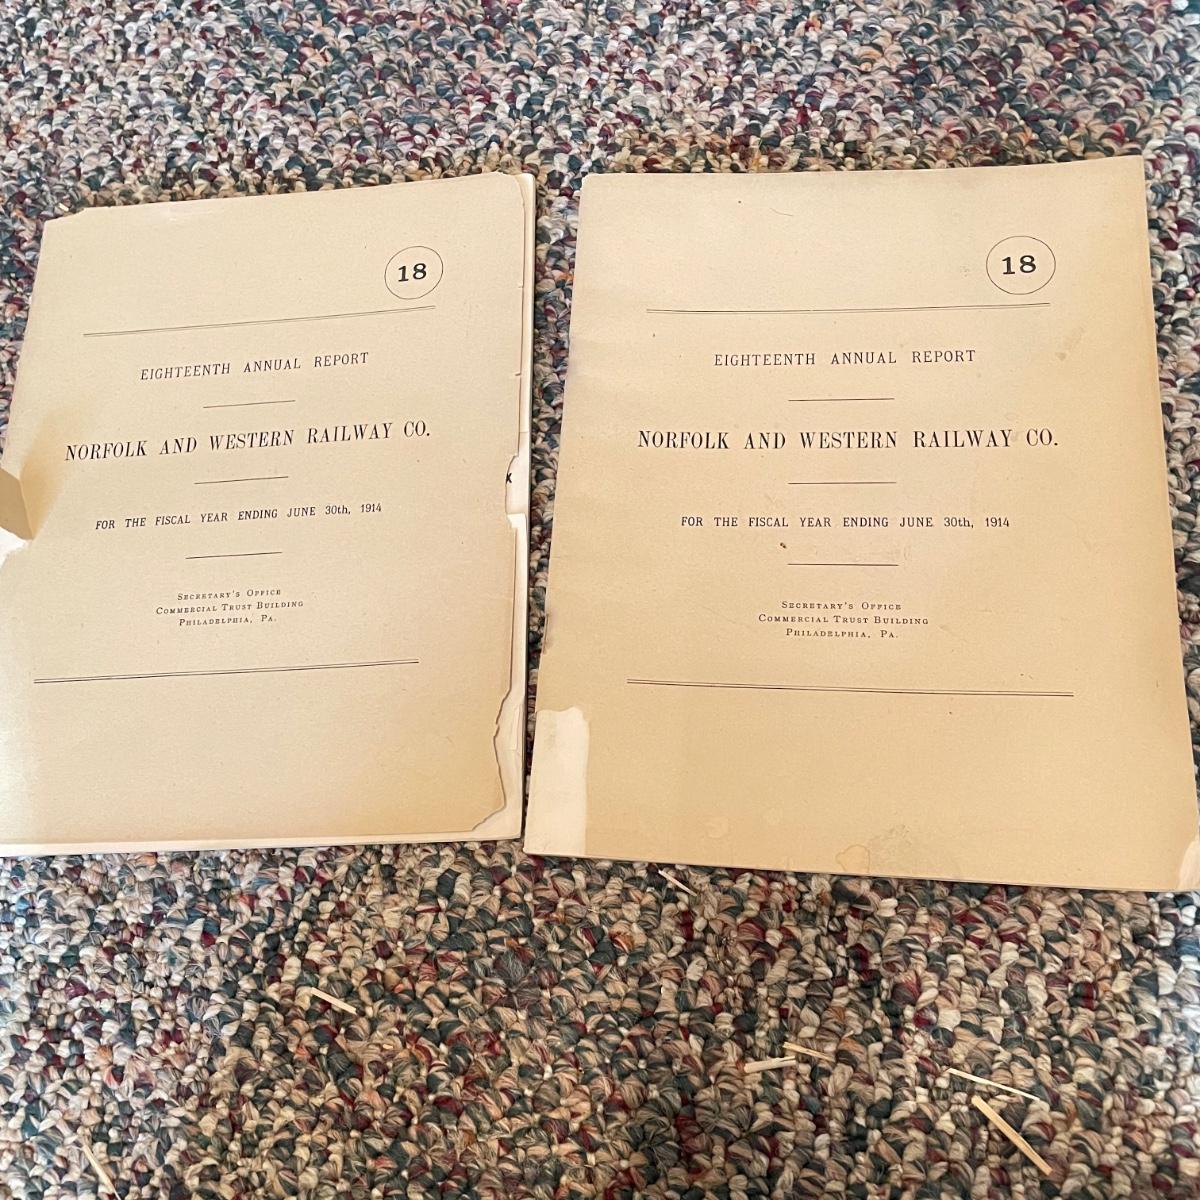 18
EIGHTEENTH ANNUAL REPORT
NORFOLK AND WESTERN RAILWAY CO.
FOR THE FISCAL YEAR ENDING JUNE 30th, 1914
SECRETARY'S OFFICE
COMMERCIAL TRUST BUILDING
PHILADELPHIA, PA.
X
18
EIGHTEENTH ANNUAL REPORT
NORFOLK AND WESTERN RAILWAY CO.
FOR THE FISCAL YEAR ENDING JUNE 30th, 1914
SECRETARY'S OFFICE
COMMERCIAL TRUST BUILDING
PHILADELPHIA, PA.